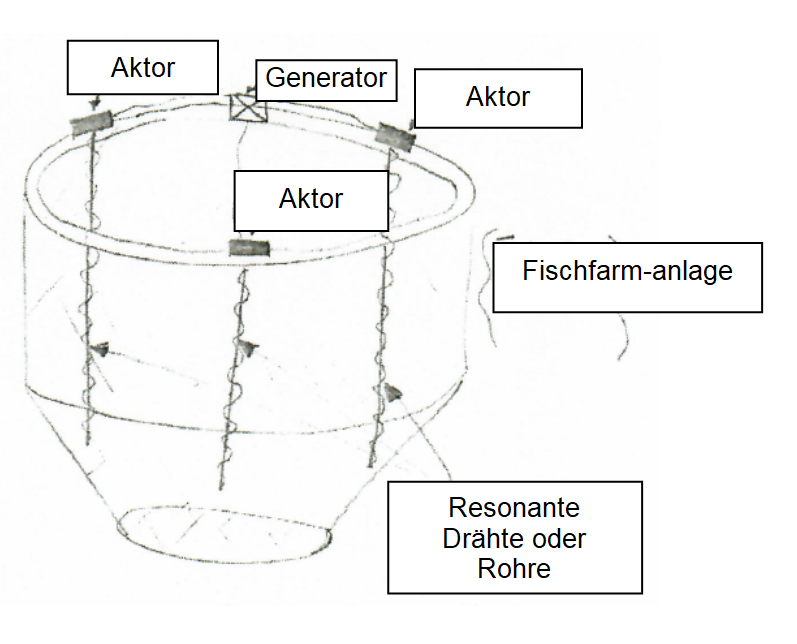 Aktor
Generator
Aktor
Aktor
Fischfarm-anlage
Resonante
Drähte oder
Rohre